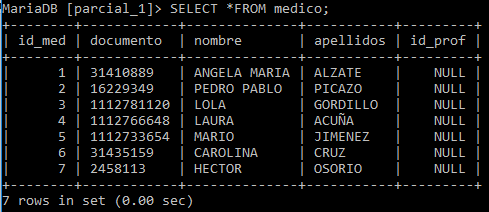 MariaDB [parcial_1]> SELECT *FROM medico;
+--------+------------+--------------+-----------+---------+
| id_med | documento | nombre | apellidos | id_prof |
+--------+------------+--------------+-----------+---------+
| 1 | 31410889 | ANGELA MARIA | ALZATE | NULL |
| 2 | 16229349 | PEDRO PABLO | PICAZO | NULL |
| 3 | 1112781120 | LOLA | GORDILLO | NULL |
| 4 | 1112766648 | LAURA | ACUÑA | NULL |
| 5 | 1112733654 | MARIO | JIMENEZ | NULL |
| 6 | 31435159 | CAROLINA | CRUZ | NULL |
| 7 | 2458113 | HECTOR | OSORIO | NULL |
+--------+------------+--------------+-----------+---------+
7 rows in set (0.00 sec)